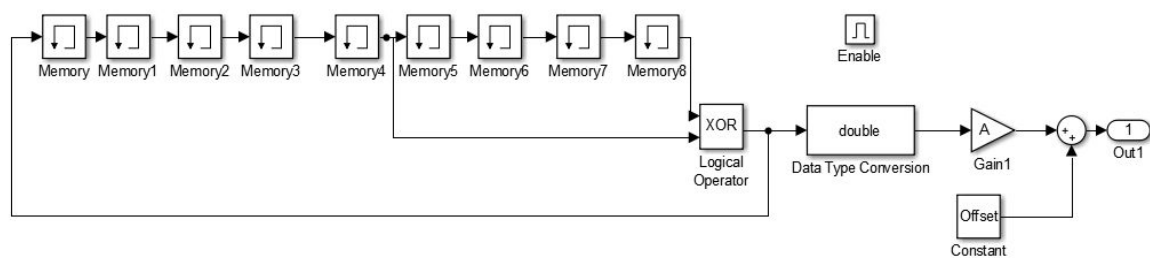 Memory
Memory1
Memory2
Memory3
Memory4
Memory5
Memory6
Memory7
Memory8
Enable
XOR
Logical
Operator
double
Data Type Conversion
A
Gain1
+
+
1
Out1
Offset
Constant